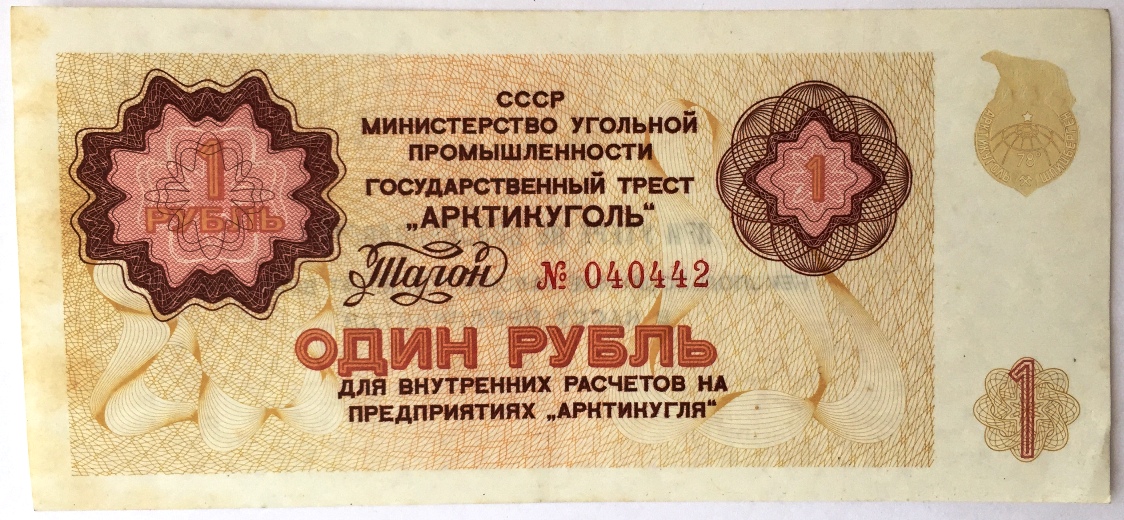 СССР
МИНИСТЕРСТВО УГОЛЬНОЙ
ПРОМЫШЛЕННОСТИ
ГОСУДАРСТВЕННЫЙ ТРЕСТ
„АРКТИКУГОЛЬ“
Талон № 040442
1
РУБЛЬ
1
ОДИН РУБЛЬ
ДЛЯ ВНУТРЕННИХ РАСЧЕТОВ НА
ПРЕДПРИЯТИЯХ „АРКТИКУГЛЯ“
78°
1